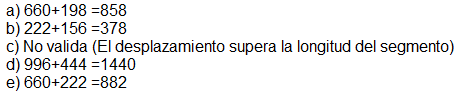 a) 660+198 =858
b) 222+156 =378
c) No valida (El desplazamiento supera la longitud del segmento)
d) 996+444 =1440
e) 660+222 =882